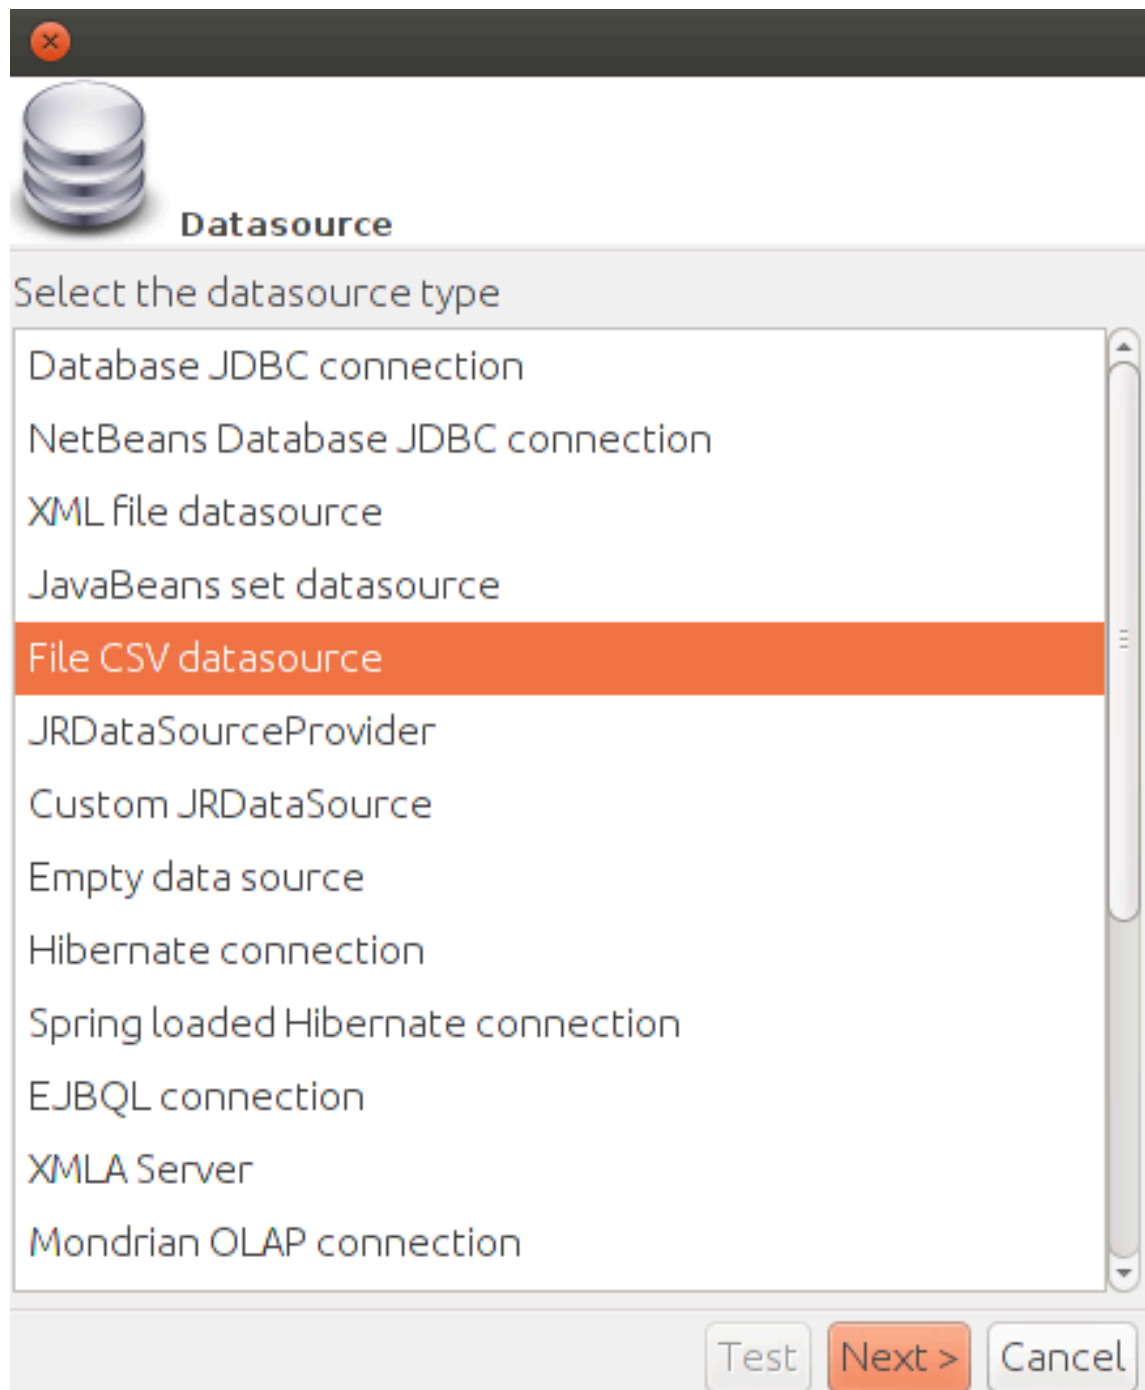 Datasource
Select the datasource type
Database JDBC connection
NetBeans Database JDBC connection
XML file datasource
JavaBeans set datasource
File CSV datasource
JRDataSourceProvider
Custom JRDataSource
Empty data source
Hibernate connection
Spring loaded Hibernate connection
EJBQL connection
XMLA Server
Mondrian OLAP connection
Test Next > Cancel